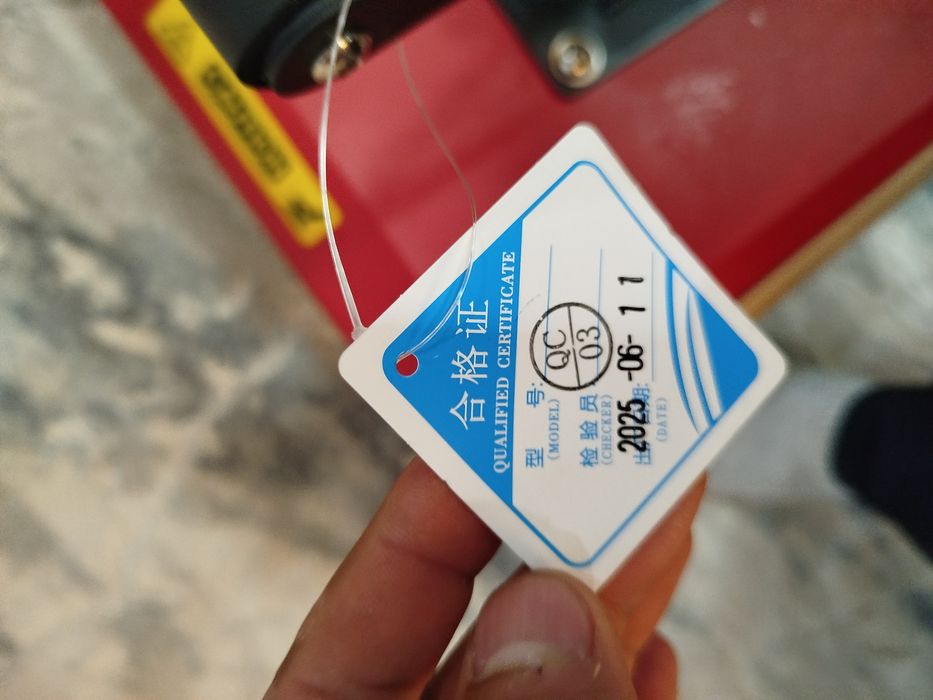 合格证
QUALIFIED CERTIFICATE
型 号:
(MODEL)
QC
03
检 验 员
(CHECKER)
2025-06-11
(DATE)